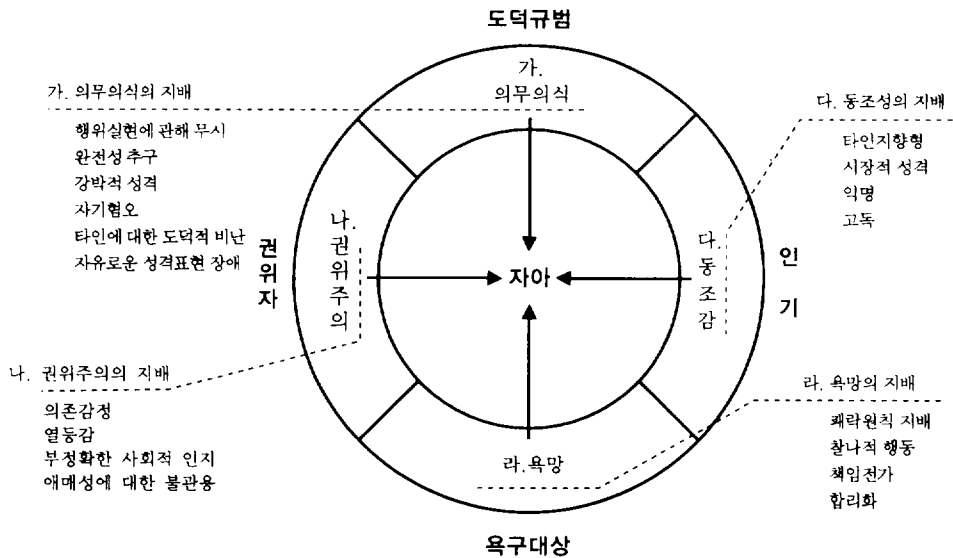 도덕규범
가.
의무의식
가. 의무의식의 지배
행위실현에 관해 무시
완전성 추구
강박적 성격
자기혐오
타인에 대한 도덕적 비난
자유로운 성격표현 장애
다. 동조성의 지배
타인지향형
시장적 성격
익명
고독
권위자
나. 권위주의
자아
다. 동조감
인기
나. 권위주의의 지배
의존감정
열등감
부정확한 사회적 인지
애매성에 대한 불관용
라. 욕망의 지배
쾌락원칙 지배
찰나적 행동
책임전가
합리화
라. 욕망
욕구대상